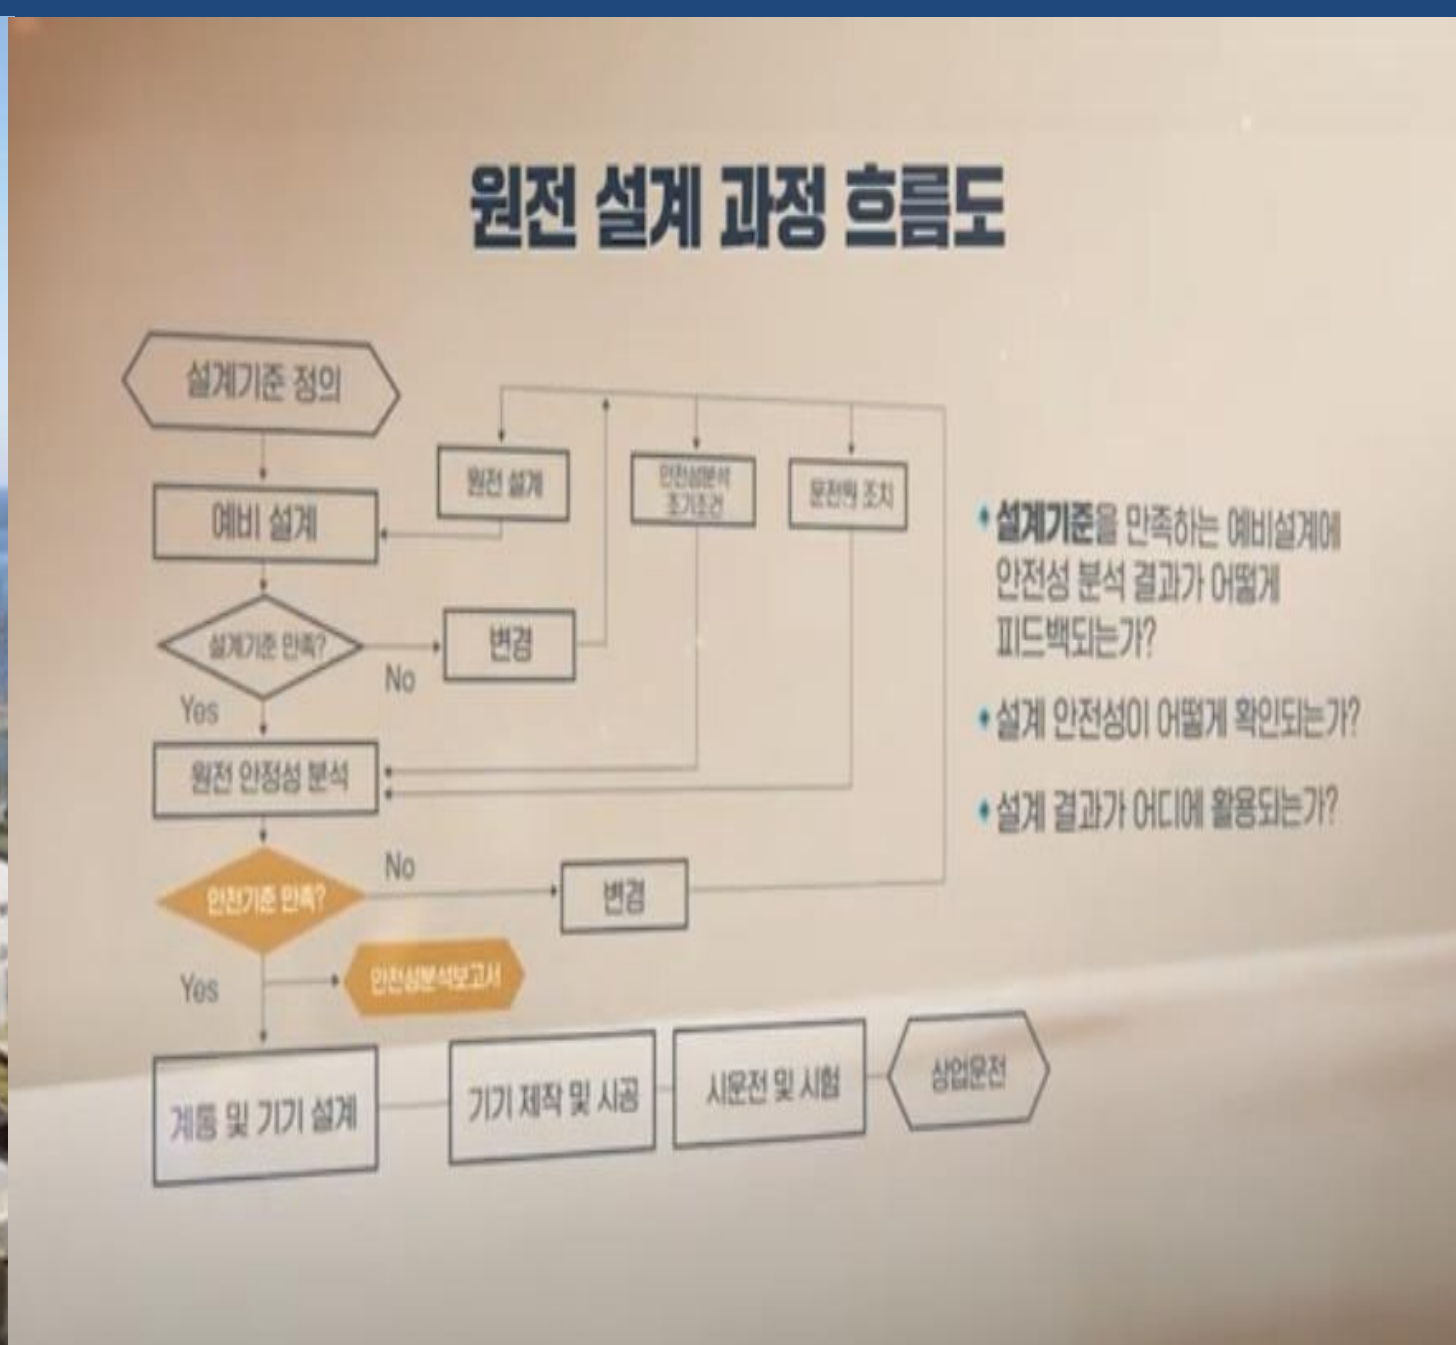 원전 설계 과정 흐름도
설계기준 정의
원전 설계
안전성분석
초기조건
운전원 조치
예비 설계
설계기준 만족?
No
변경
Yes
원전 안정성 분석
안전기준 만족?
No
변경
Yes
안전성분석보고서
계통 및 기기 설계
기기 제작 및 시공
시운전 및 시험
상업운전
• 설계기준을 만족하는 예비설계에
안전성 분석 결과가 어떻게
피드백되는가?
• 설계 안전성이 어떻게 확인되는가?
• 설계 결과가 어디에 활용되는가?